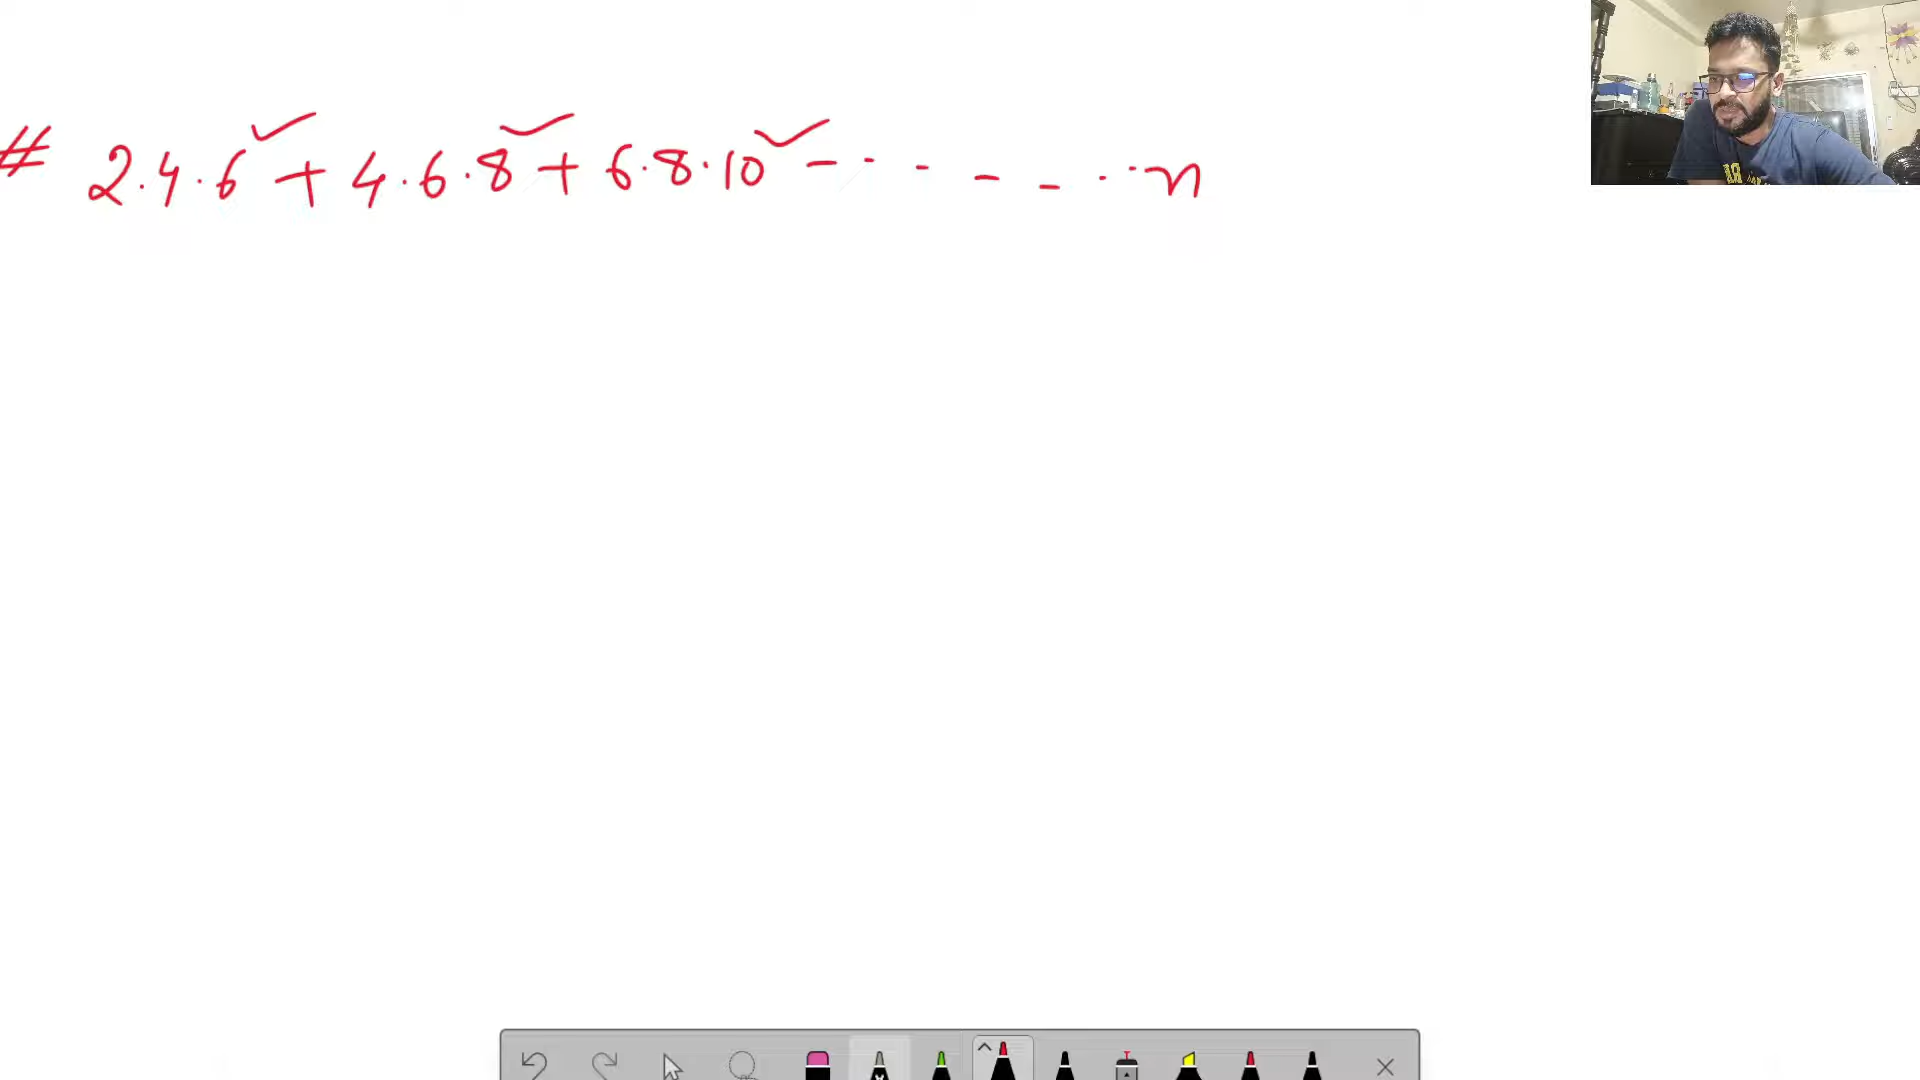 # 2.4.6 + 4.6.8 + 6.8.10 - . . - - - . . n